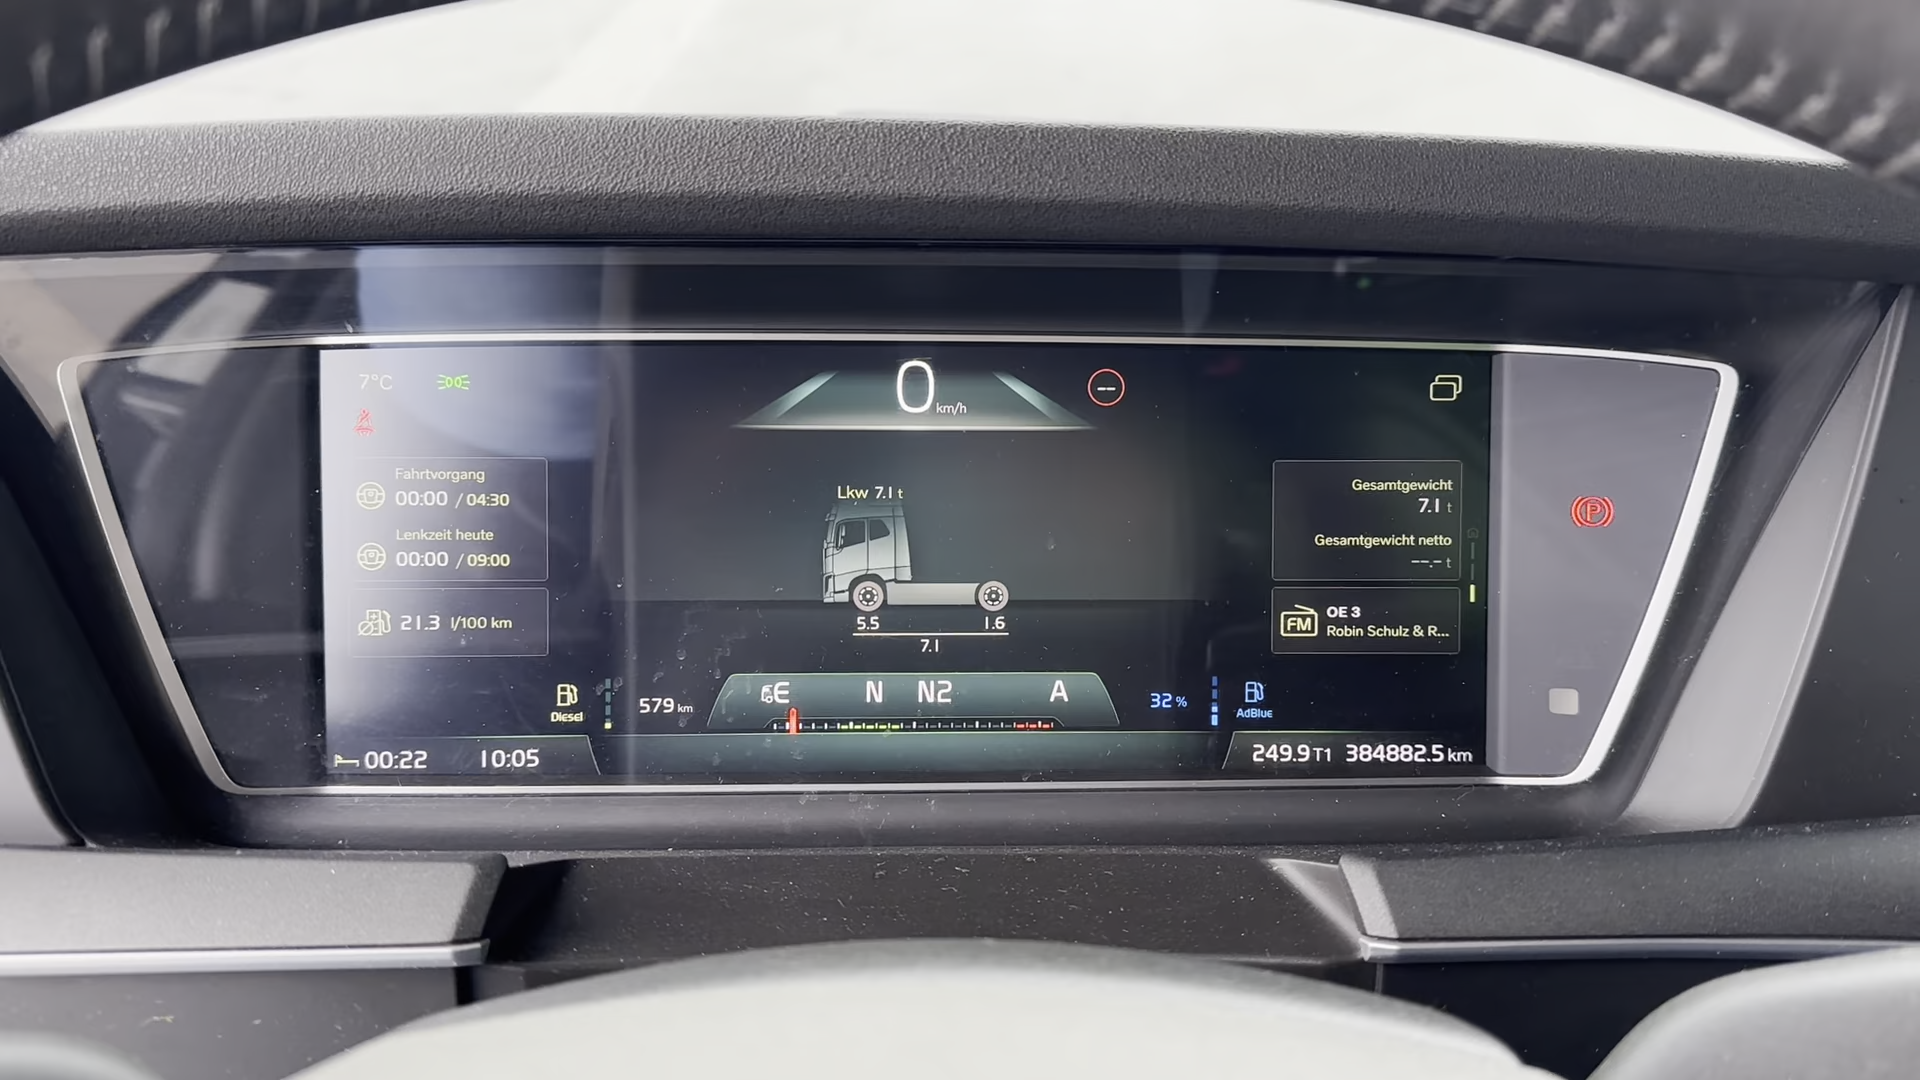 7°C
0 km/h
--
Fahrtvorgang
00:00 / 04:30
Lenkzeit heute
00:00 / 09:00
21.3 l/100 km
Lkw 7.1 t
5.5 1.6
7.1
Gesamtgewicht
7.1 t
Gesamtgewicht netto
--.- t
FM
OE 3
Robin Schulz & R...
P
Diesel
579 km
E N N2 A
32 %
AdBlue
00:22 10:05
249.9 T1 384882.5 km